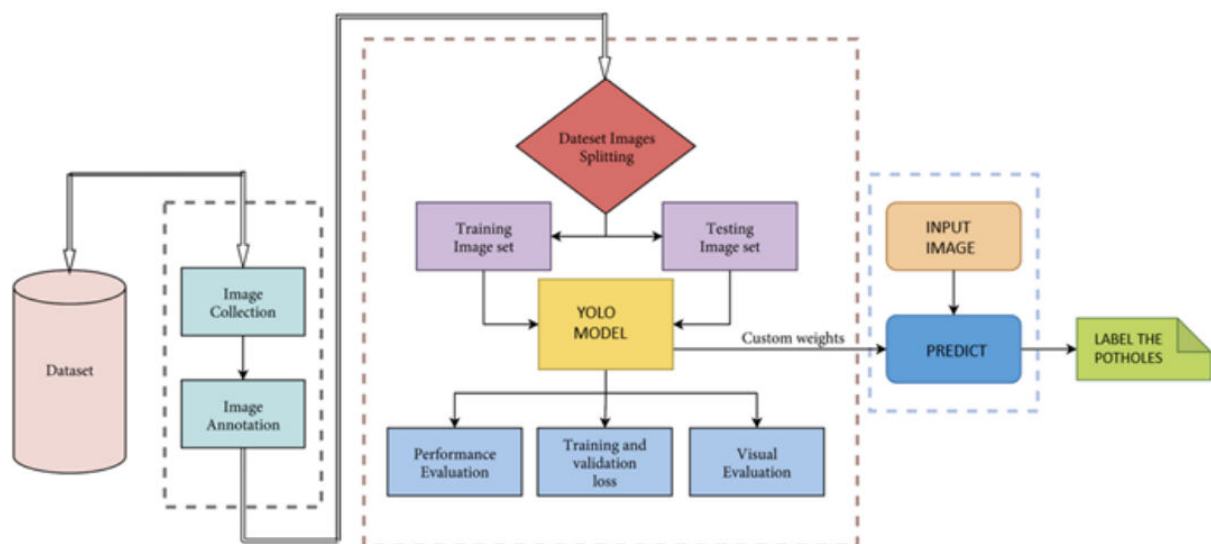 Dateset Images
Splitting
Training
Image set
Testing
Image set
INPUT
IMAGE
Image
Collection
YOLO
MODEL
Custom weights
PREDICT
LABEL THE
POTHOLES
Dataset
Image
Annotation
Performance
Evaluation
Training and
validation
loss
Visual
Evaluation